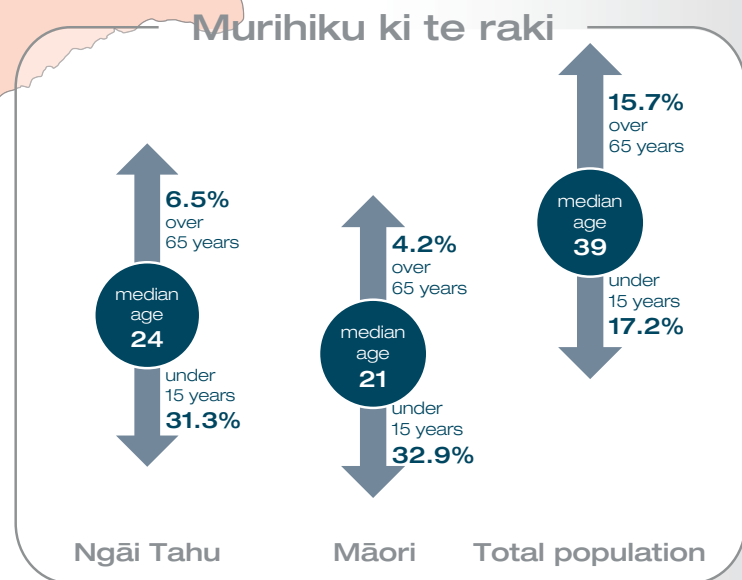 Murihiku ki te raki
6.5%
over
65 years
median
age
24
under
15 years
31.3%
Ngāi Tahu
4.2%
over
65 years
median
age
21
under
15 years
32.9%
Māori
15.7%
over
65 years
median
age
39
under
15 years
17.2%
Total population